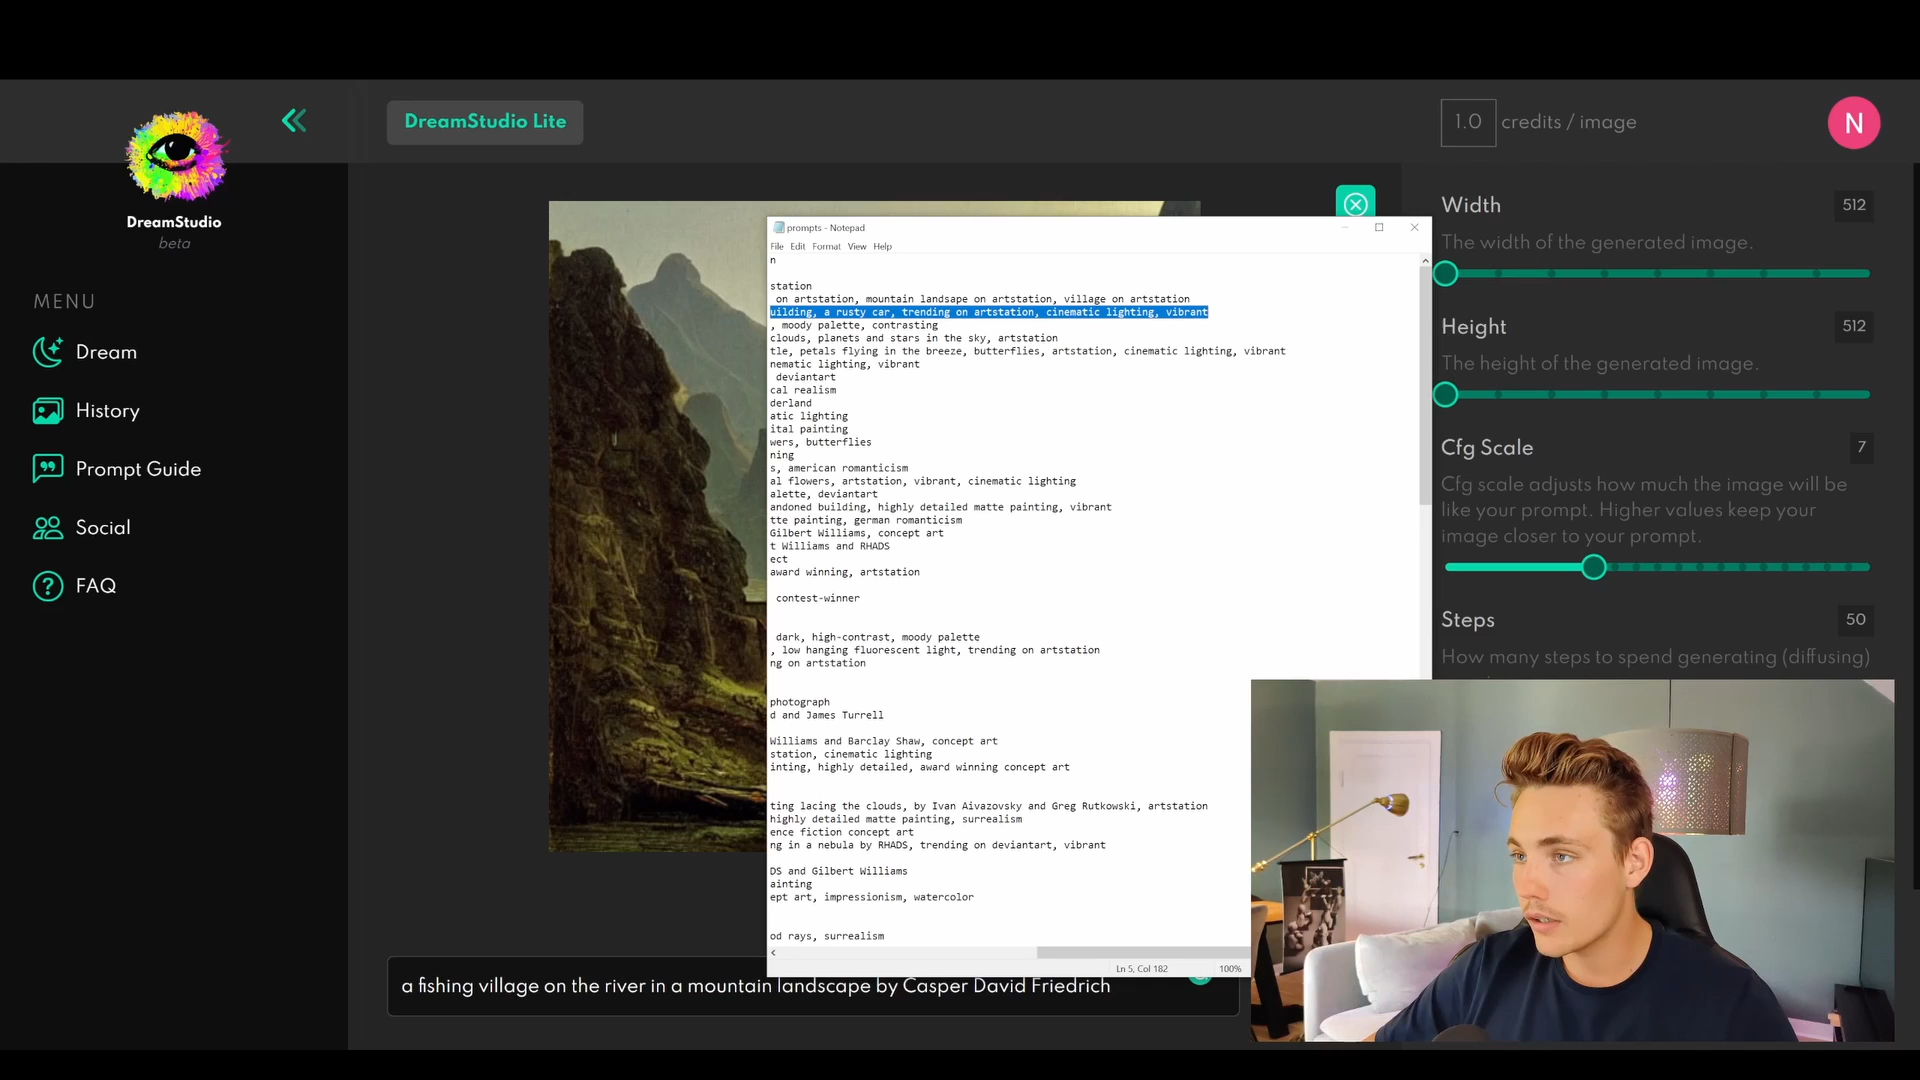 DreamStudio
beta
MENU
Dream
History
Prompt Guide
Social
FAQ
DreamStudio Lite
1.0 credits / image
N
prompts - Notepad
File Edit Format View Help
n
station
on artstation, mountain landsape on artstation, village on artstation
uilding, a rusty car, trending on artstation, cinematic lighting, vibrant
, moody palette, contrasting
clouds, planets and stars in the sky, artstation
tle, petals flying in the breeze, butterflies, artstation, cinematic lighting, vibrant
nematic lighting, vibrant
deviantart
cal realism
derland
atic lighting
ital painting
wers, butterflies
ning
s, american romanticism
al flowers, artstation, vibrant, cinematic lighting
alette, deviantart
andoned building, highly detailed matte painting, vibrant
tte painting, german romanticism
Gilbert Williams, concept art
t Williams and RHADS
ect
award winning, artstation
contest-winner
dark, high-contrast, moody palette
, low hanging fluorescent light, trending on artstation
ng on artstation
photograph
d and James Turrell
Williams and Barclay Shaw, concept art
station, cinematic lighting
inting, highly detailed, award winning concept art
ting lacing the clouds, by Ivan Aivazovsky and Greg Rutkowski, artstation
highly detailed matte painting, surrealism
ence fiction concept art
ng in a nebula by RHADS, trending on deviantart, vibrant
DS and Gilbert Williams
ainting
ept art, impressionism, watercolor
od rays, surrealism
Ln 5, Col 182 100%
a fishing village on the river in a mountain landscape by Casper David Friedrich
Width 512
The width of the generated image.
Height 512
The height of the generated image.
Cfg Scale 7
Cfg scale adjusts how much the image will be
like your prompt. Higher values keep your
image closer to your prompt.
Steps 50
How many steps to spend generating (diffusing)